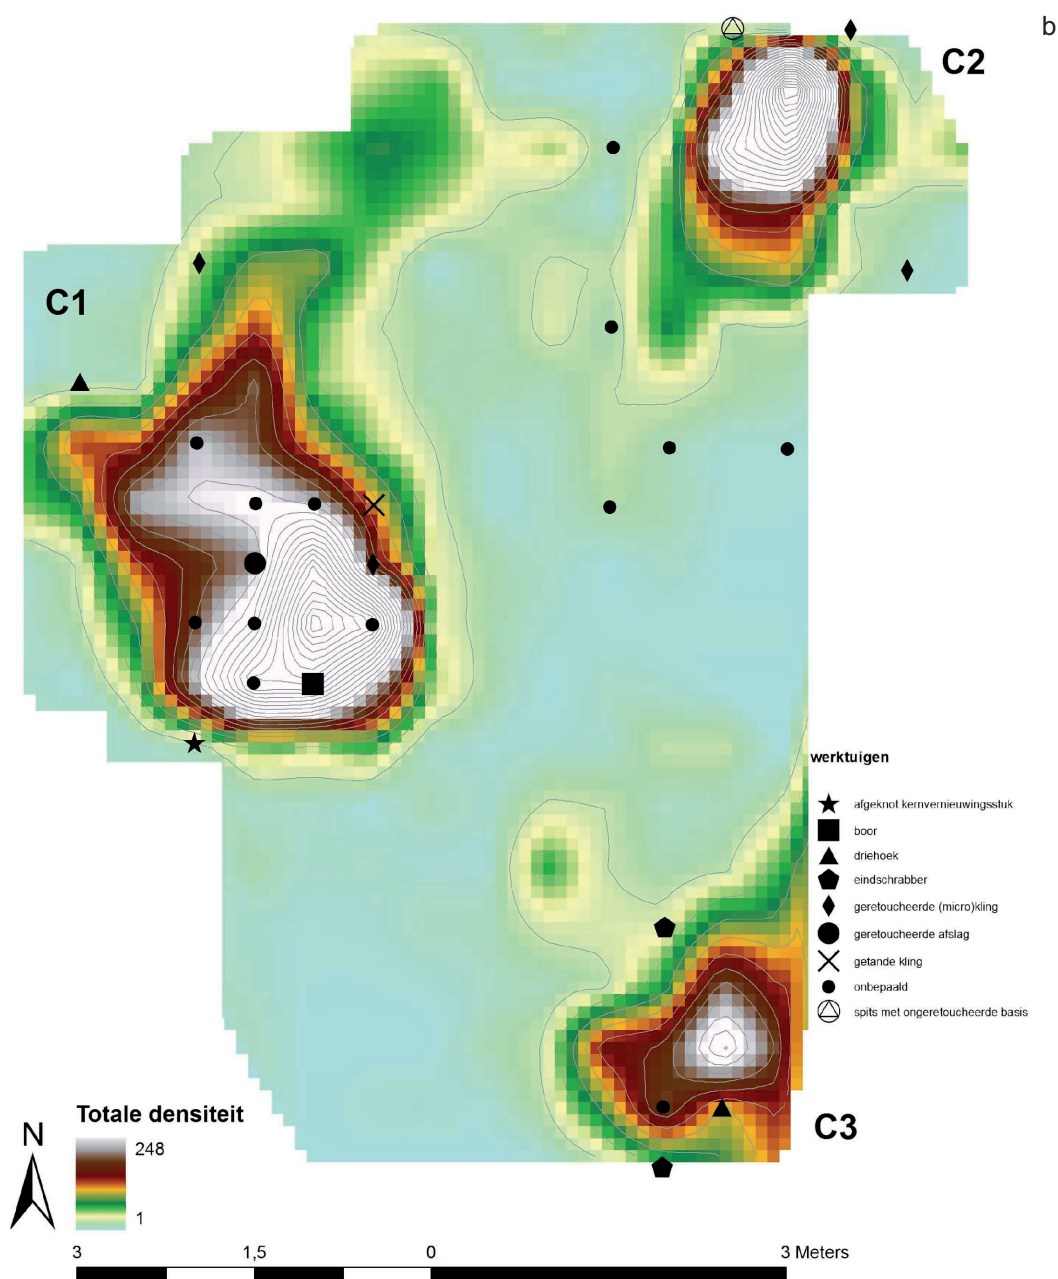 b
C2
C1
werktuigen
afgeknot kernvernieuwingsstuk
boor
driehoek
eindschrabber
geretoucheerde (micro)kling
geretoucheerde afslag
getande kling
onbepaald
spits met ongeretoucheerde basis
C3
Totale densiteit
N
248
1
3 1,5 0 3 Meters